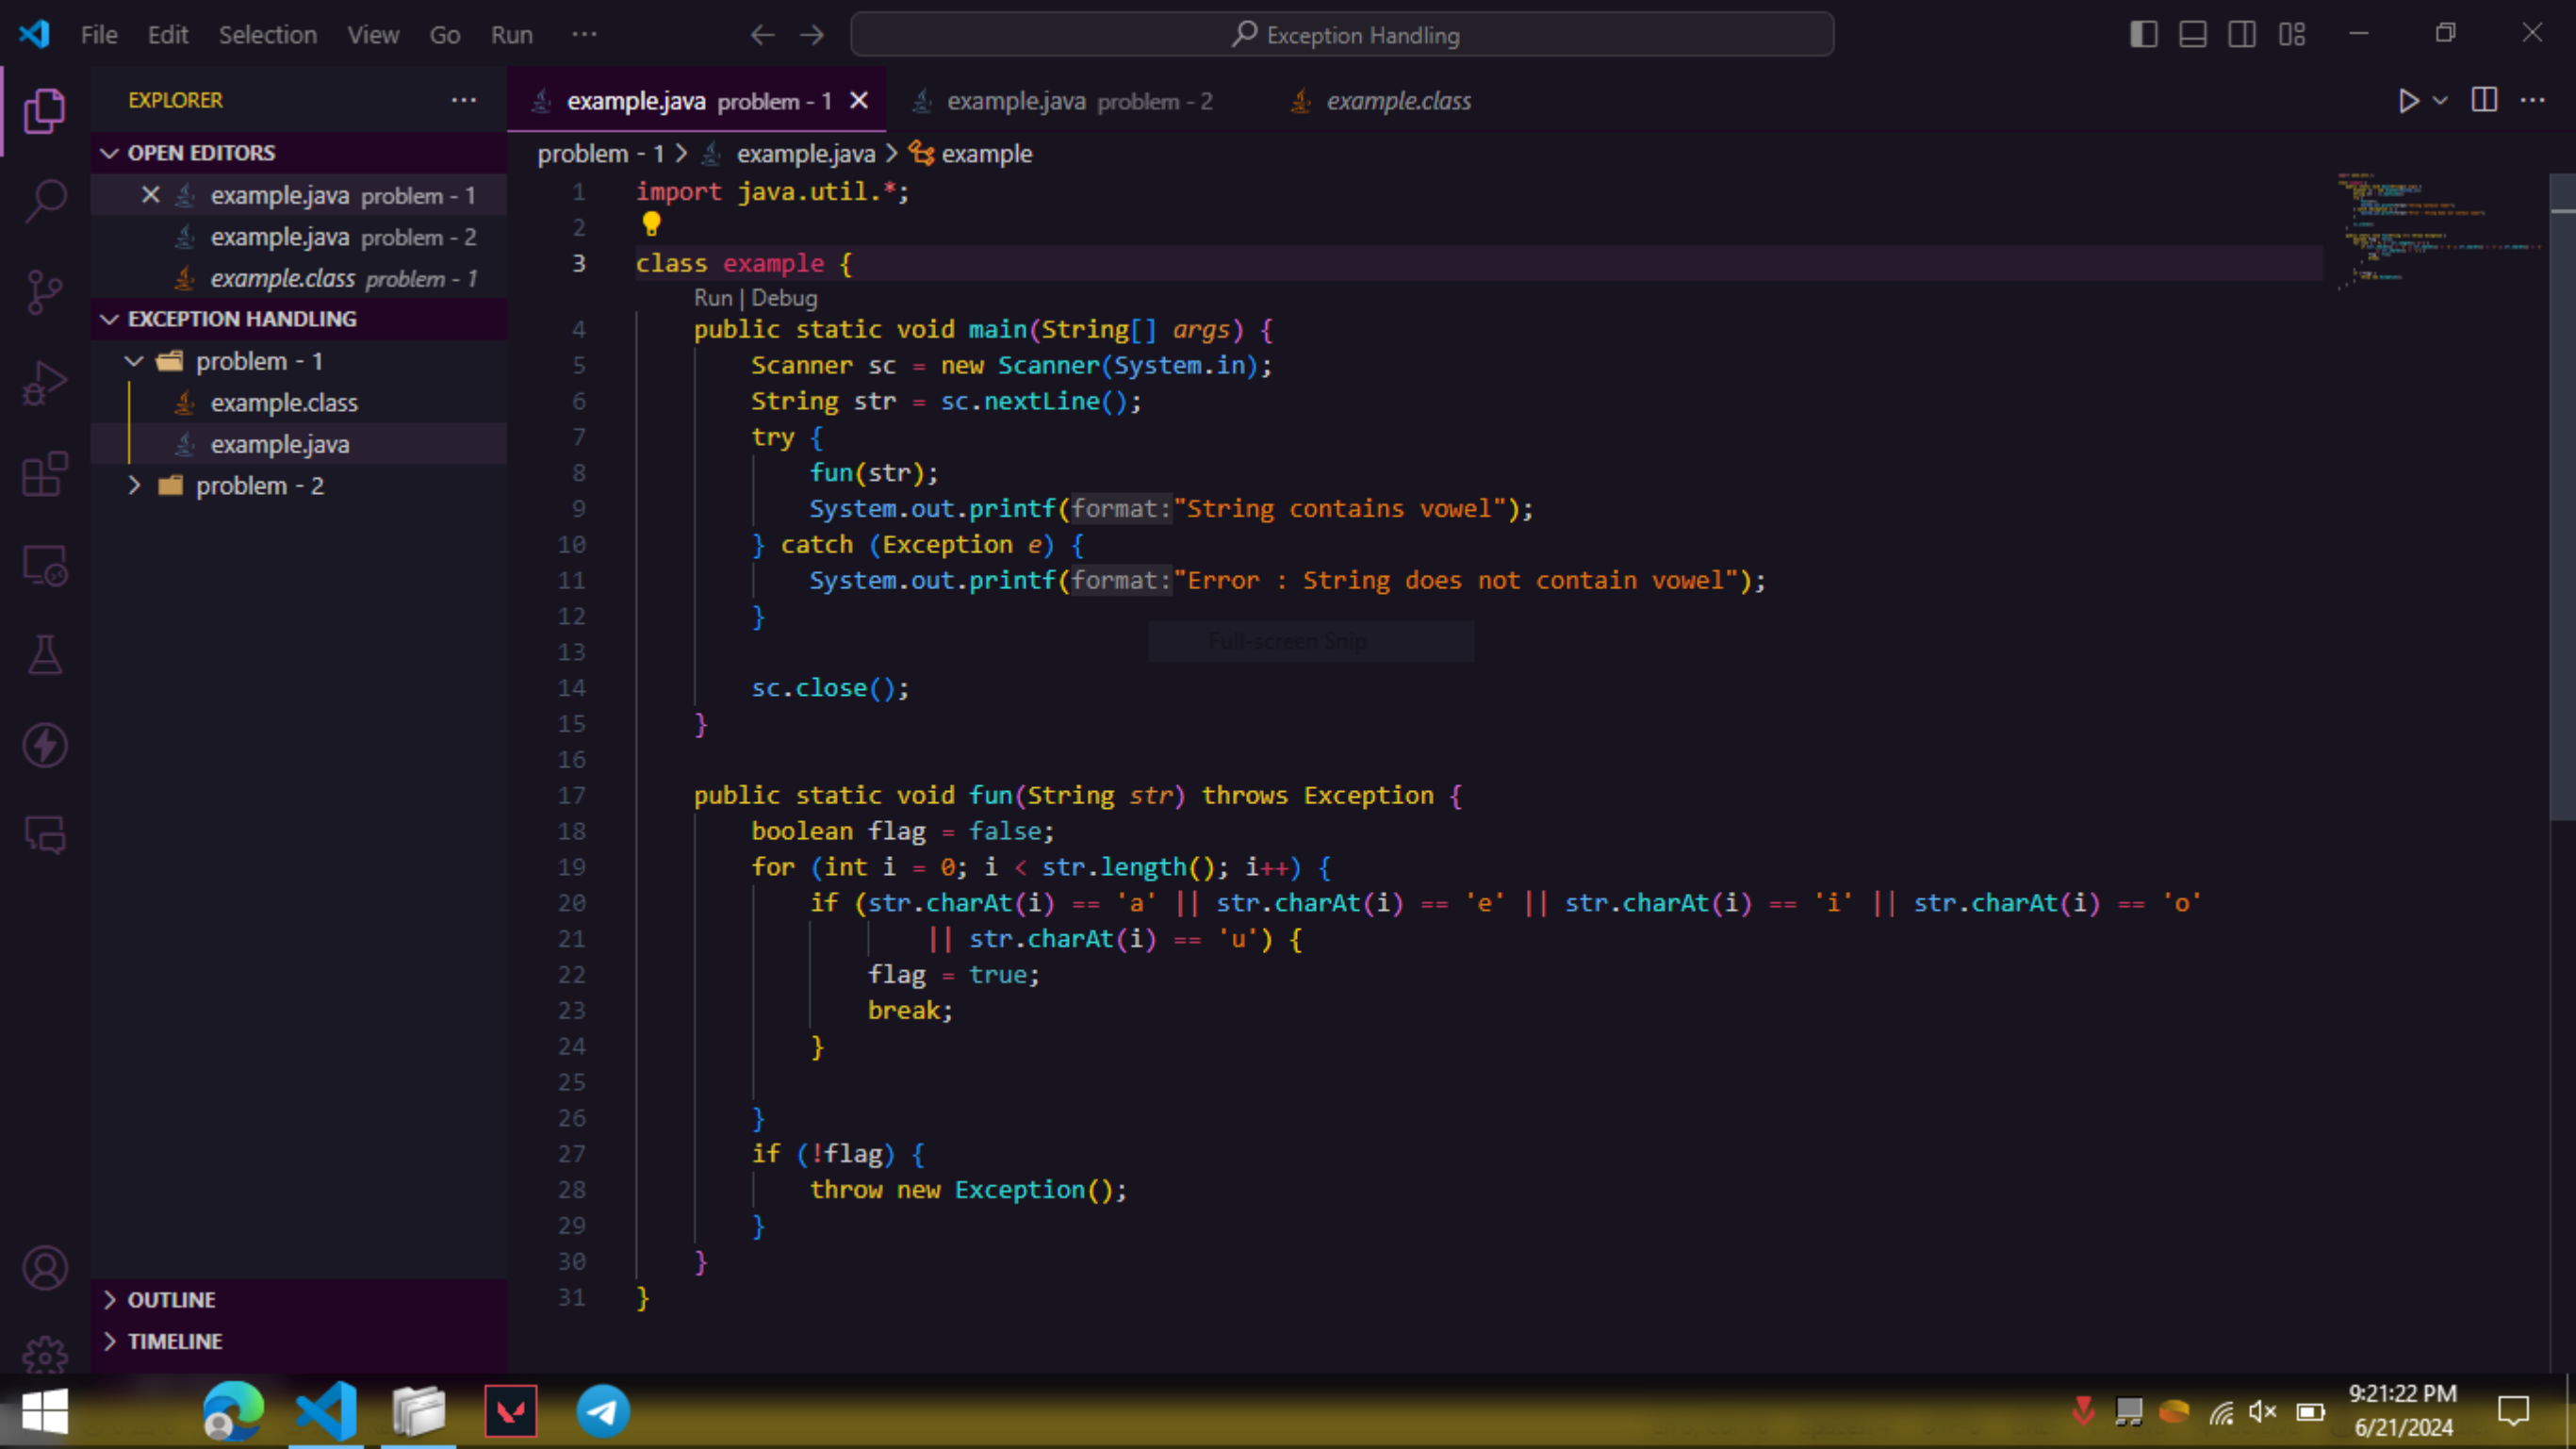 File Edit Selection View Go Run ··· Exception Handling
EXPLORER ···
OPEN EDITORS
example.java problem - 1
example.java problem - 2
example.class problem - 1
EXCEPTION HANDLING
problem - 1
example.class
example.java
problem - 2
OUTLINE
TIMELINE
example.java problem - 1 example.java problem - 2 example.class
problem - 1 > example.java > example
1 import java.util.*;
2
3 class example {
Run | Debug
4 public static void main(String[] args) {
5 Scanner sc = new Scanner(System.in);
6 String str = sc.nextLine();
7 try {
8 fun(str);
9 System.out.printf(format:"String contains vowel");
10 } catch (Exception e) {
11 System.out.printf(format:"Error : String does not contain vowel");
12 }
Full-screen Snip
13
14 sc.close();
15 }
16
17 public static void fun(String str) throws Exception {
18 boolean flag = false;
19 for (int i = 0; i < str.length(); i++) {
20 if (str.charAt(i) == 'a' || str.charAt(i) == 'e' || str.charAt(i) == 'i' || str.charAt(i) == 'o'
21 || str.charAt(i) == 'u') {
22 flag = true;
23 break;
24 }
25
26 }
27 if (!flag) {
28 throw new Exception();
29 }
30 }
31 }
9:21:22 PM
6/21/2024